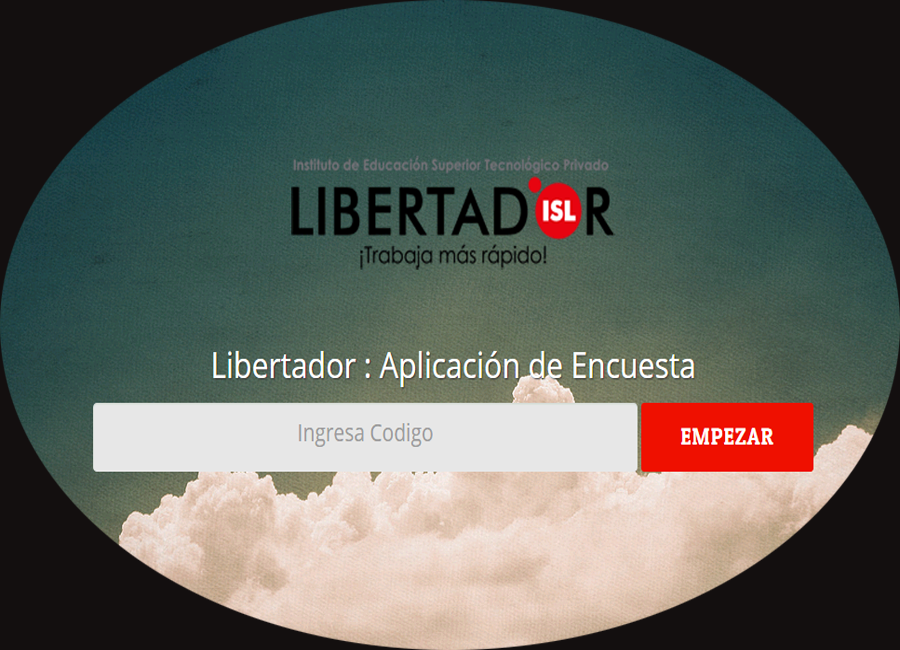 Instituto de Educación Superior Tecnológico Privado
LIBERTADOR
ISL
¡Trabaja más rápido!
Libertador : Aplicación de Encuesta
Ingresa Codigo
EMPEZAR